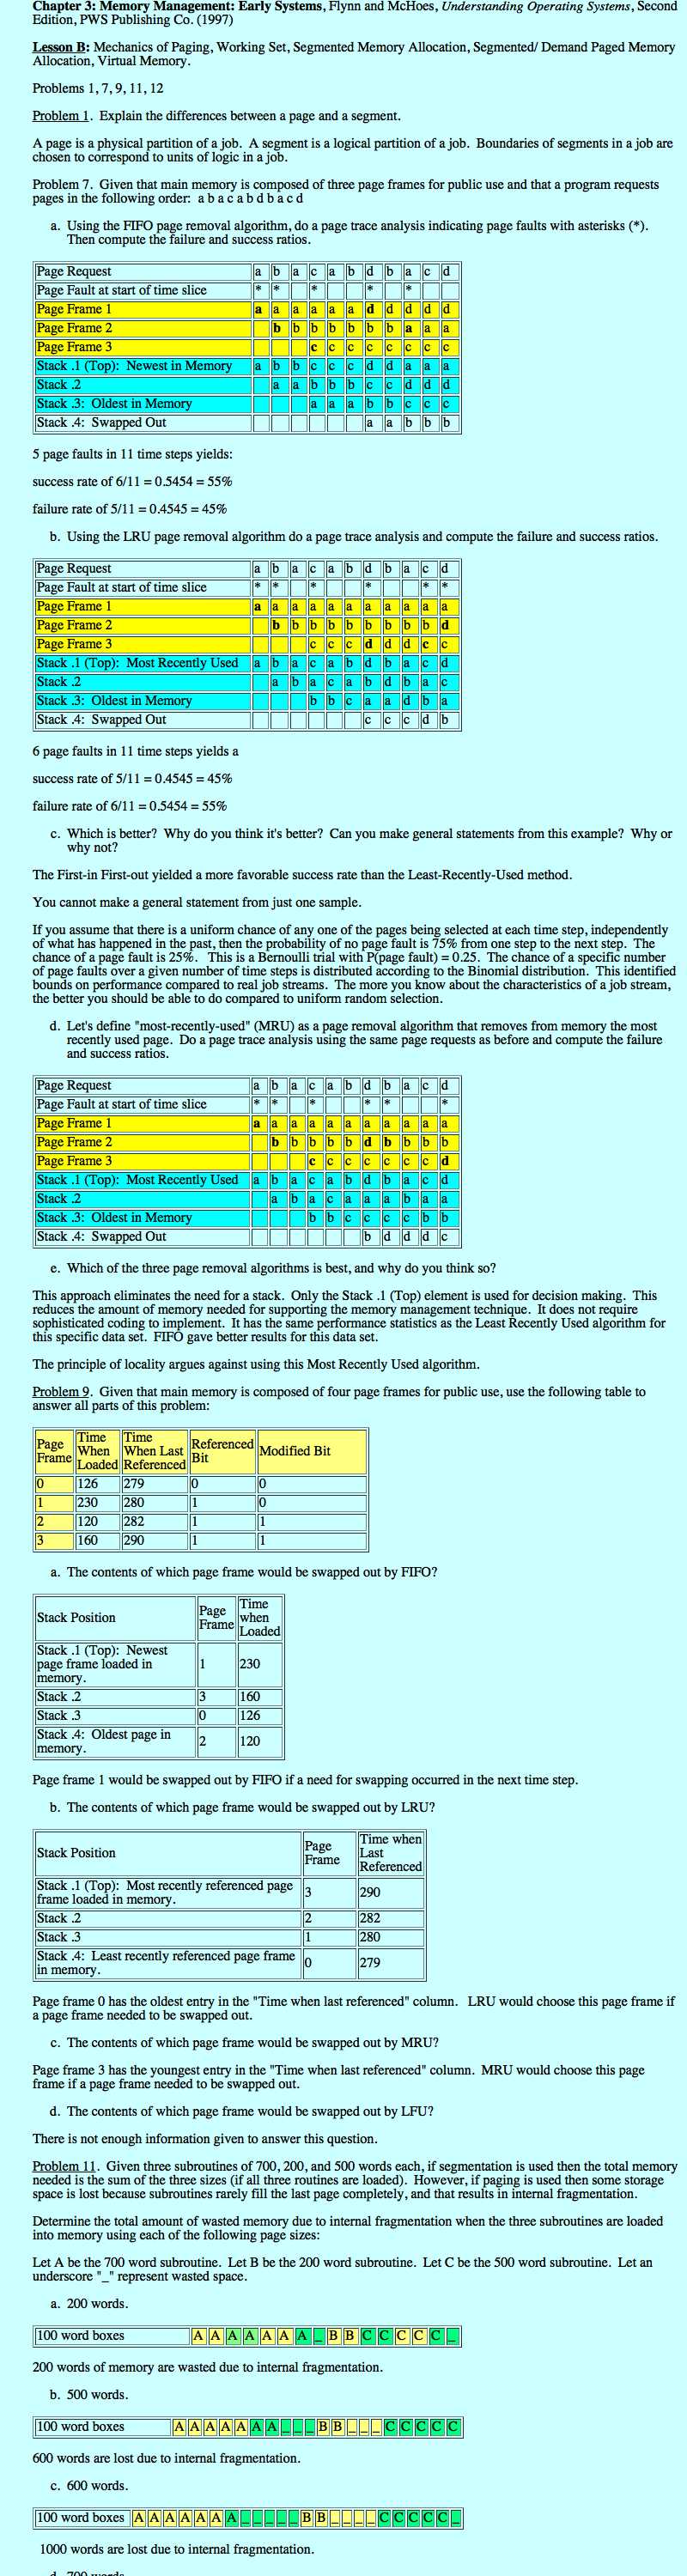 Chapter 3: Memory Management: Early Systems, Flynn and McHoes, Understanding Operating Systems, Second
Edition, PWS Publishing Co. (1997)
Lesson B: Mechanics of Paging, Working Set, Segmented Memory Allocation, Segmented/ Demand Paged Memory
Allocation, Virtual Memory.
Problems 1, 7, 9, 11, 12
Problem 1. Explain the differences between a page and a segment.
A page is a physical partition of a job. A segment is a logical partition of a job. Boundaries of segments in a job are
chosen to correspond to units of logic in a job.
Problem 7. Given that main memory is composed of three page frames for public use and that a program requests
pages in the following order: a b a c a b d b a c d
a. Using the FIFO page removal algorithm, do a page trace analysis indicating page faults with asterisks (*).
Then compute the failure and success ratios.
Page Request a b a c a b d b a c d
Page Fault at start of time slice * * * * *
Page Frame 1 a a a a a a d d d d d
Page Frame 2 b b b b b b b a a a
Page Frame 3 c c c c c c c c
Stack .1 (Top): Newest in Memory a b b c c c d d a a a
Stack .2 a a b b b c c d d d
Stack .3: Oldest in Memory a a a b b c c c
Stack .4: Swapped Out a a b b b
5 page faults in 11 time steps yields:
success rate of 6/11 = 0.5454 = 55%
failure rate of 5/11 = 0.4545 = 45%
b. Using the LRU page removal algorithm do a page trace analysis and compute the failure and success ratios.
Page Request a b a c a b d b a c d
Page Fault at start of time slice * * * * * *
Page Frame 1 a a a a a a a a a a a
Page Frame 2 b b b b b b b b b d
Page Frame 3 c c c d d d c c
Stack .1 (Top): Most Recently Used a b a c a b d b a c d
Stack .2 a b a c a b d b a c
Stack .3: Oldest in Memory b b c a a d b a
Stack .4: Swapped Out c c c d b
6 page faults in 11 time steps yields a
success rate of 5/11 = 0.4545 = 45%
failure rate of 6/11 = 0.5454 = 55%
c. Which is better? Why do you think it's better? Can you make general statements from this example? Why or
why not?
The First-in First-out yielded a more favorable success rate than the Least-Recently-Used method.
You cannot make a general statement from just one sample.
If you assume that there is a uniform chance of any one of the pages being selected at each time step, independently
of what has happened in the past, then the probability of no page fault is 75% from one step to the next step. The
chance of a page fault is 25%. This is a Bernoulli trial with P(page fault) = 0.25. The chance of a specific number
of page faults over a given number of time steps is distributed according to the Binomial distribution. This identified
bounds on performance compared to real job streams. The more you know about the characteristics of a job stream,
the better you should be able to do compared to uniform random selection.
d. Let's define "most-recently-used" (MRU) as a page removal algorithm that removes from memory the most
recently used page. Do a page trace analysis using the same page requests as before and compute the failure
and success ratios.
Page Request a b a c a b d b a c d
Page Fault at start of time slice * * * * * *
Page Frame 1 a a a a a a a a a a a
Page Frame 2 b b b b b d b b b b
Page Frame 3 c c c c c c c d
Stack .1 (Top): Most Recently Used a b a c a b d b a c d
Stack .2 a b a c a a a b a a
Stack .3: Oldest in Memory b b c c c c b b
Stack .4: Swapped Out b d d d c
e. Which of the three page removal algorithms is best, and why do you think so?
This approach eliminates the need for a stack. Only the Stack .1 (Top) element is used for decision making. This
reduces the amount of memory needed for supporting the memory management technique. It does not require
sophisticated coding to implement. It has the same performance statistics as the Least Recently Used algorithm for
this specific data set. FIFO gave better results for this data set.
The principle of locality argues against using this Most Recently Used algorithm.
Problem 9. Given that main memory is composed of four page frames for public use, use the following table to
answer all parts of this problem:
Page Frame Time When Loaded Time When Last Referenced Referenced Bit Modified Bit
0 126 279 0 0
1 230 280 1 0
2 120 282 1 1
3 160 290 1 1
a. The contents of which page frame would be swapped out by FIFO?
Stack Position Page Frame Time when Loaded
Stack .1 (Top): Newest page frame loaded in memory. 1 230
Stack .2 3 160
Stack .3 0 126
Stack .4: Oldest page in memory. 2 120
Page frame 1 would be swapped out by FIFO if a need for swapping occurred in the next time step.
b. The contents of which page frame would be swapped out by LRU?
Stack Position Page Frame Time when Last Referenced
Stack .1 (Top): Most recently referenced page frame loaded in memory. 3 290
Stack .2 2 282
Stack .3 1 280
Stack .4: Least recently referenced page frame in memory. 0 279
Page frame 0 has the oldest entry in the "Time when last referenced" column. LRU would choose this page frame if
a page frame needed to be swapped out.
c. The contents of which page frame would be swapped out by MRU?
Page frame 3 has the youngest entry in the "Time when last referenced" column. MRU would choose this page
frame if a page frame needed to be swapped out.
d. The contents of which page frame would be swapped out by LFU?
There is not enough information given to answer this question.
Problem 11. Given three subroutines of 700, 200, and 500 words each, if segmentation is used then the total memory
needed is the sum of the three sizes (if all three routines are loaded). However, if paging is used then some storage
space is lost because subroutines rarely fill the last page completely, and that results in internal fragmentation.
Determine the total amount of wasted memory due to internal fragmentation when the three subroutines are loaded
into memory using each of the following page sizes:
Let A be the 700 word subroutine. Let B be the 200 word subroutine. Let C be the 500 word subroutine. Let an
underscore "_" represent wasted space.
a. 200 words.
100 word boxes A A A A A A A _ B B C C C C C _
200 words of memory are wasted due to internal fragmentation.
b. 500 words.
100 word boxes A A A A A A A _ _ _ B B _ _ _ C C C C C
600 words are lost due to internal fragmentation.
c. 600 words.
100 word boxes A A A A A A A _ _ _ _ _ B B _ _ _ _ C C C C C _
1000 words are lost due to internal fragmentation.